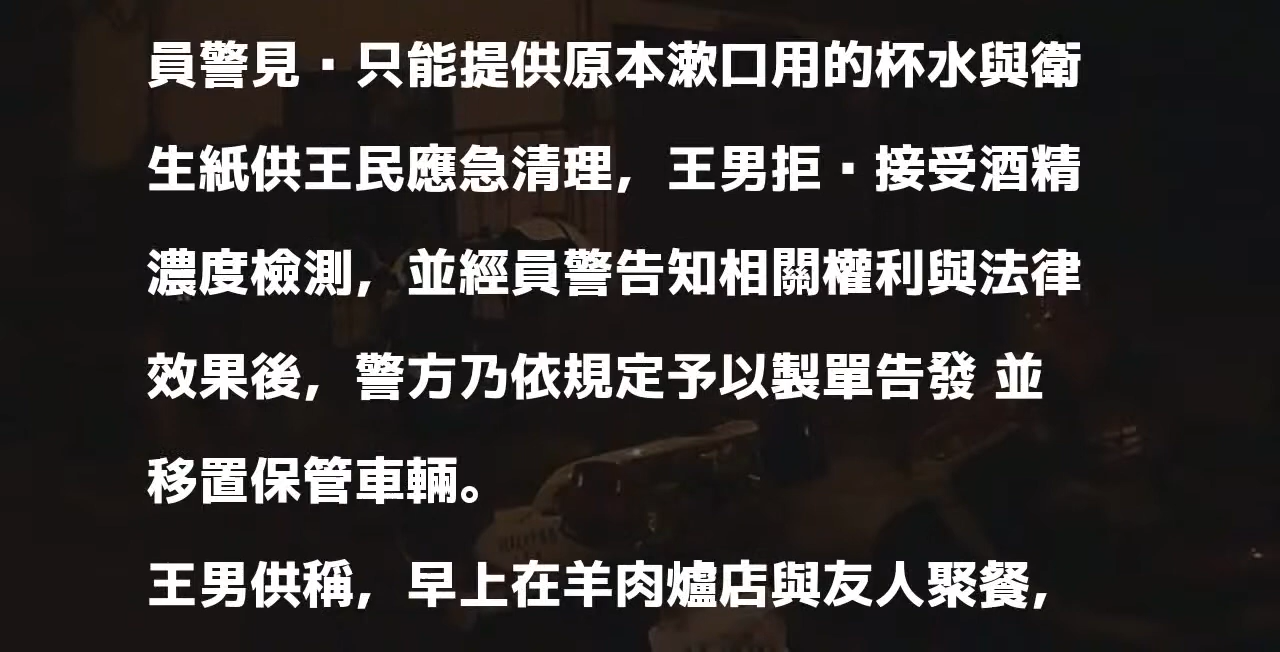 員警見·只能提供原本漱口用的杯水與衛
生紙供王民應急清理，王男拒·接受酒精
濃度檢測，並經員警告知相關權利與法律
效果後，警方乃依規定予以製單告發 並
移置保管車輛。
王男供稱，早上在羊肉爐店與友人聚餐，